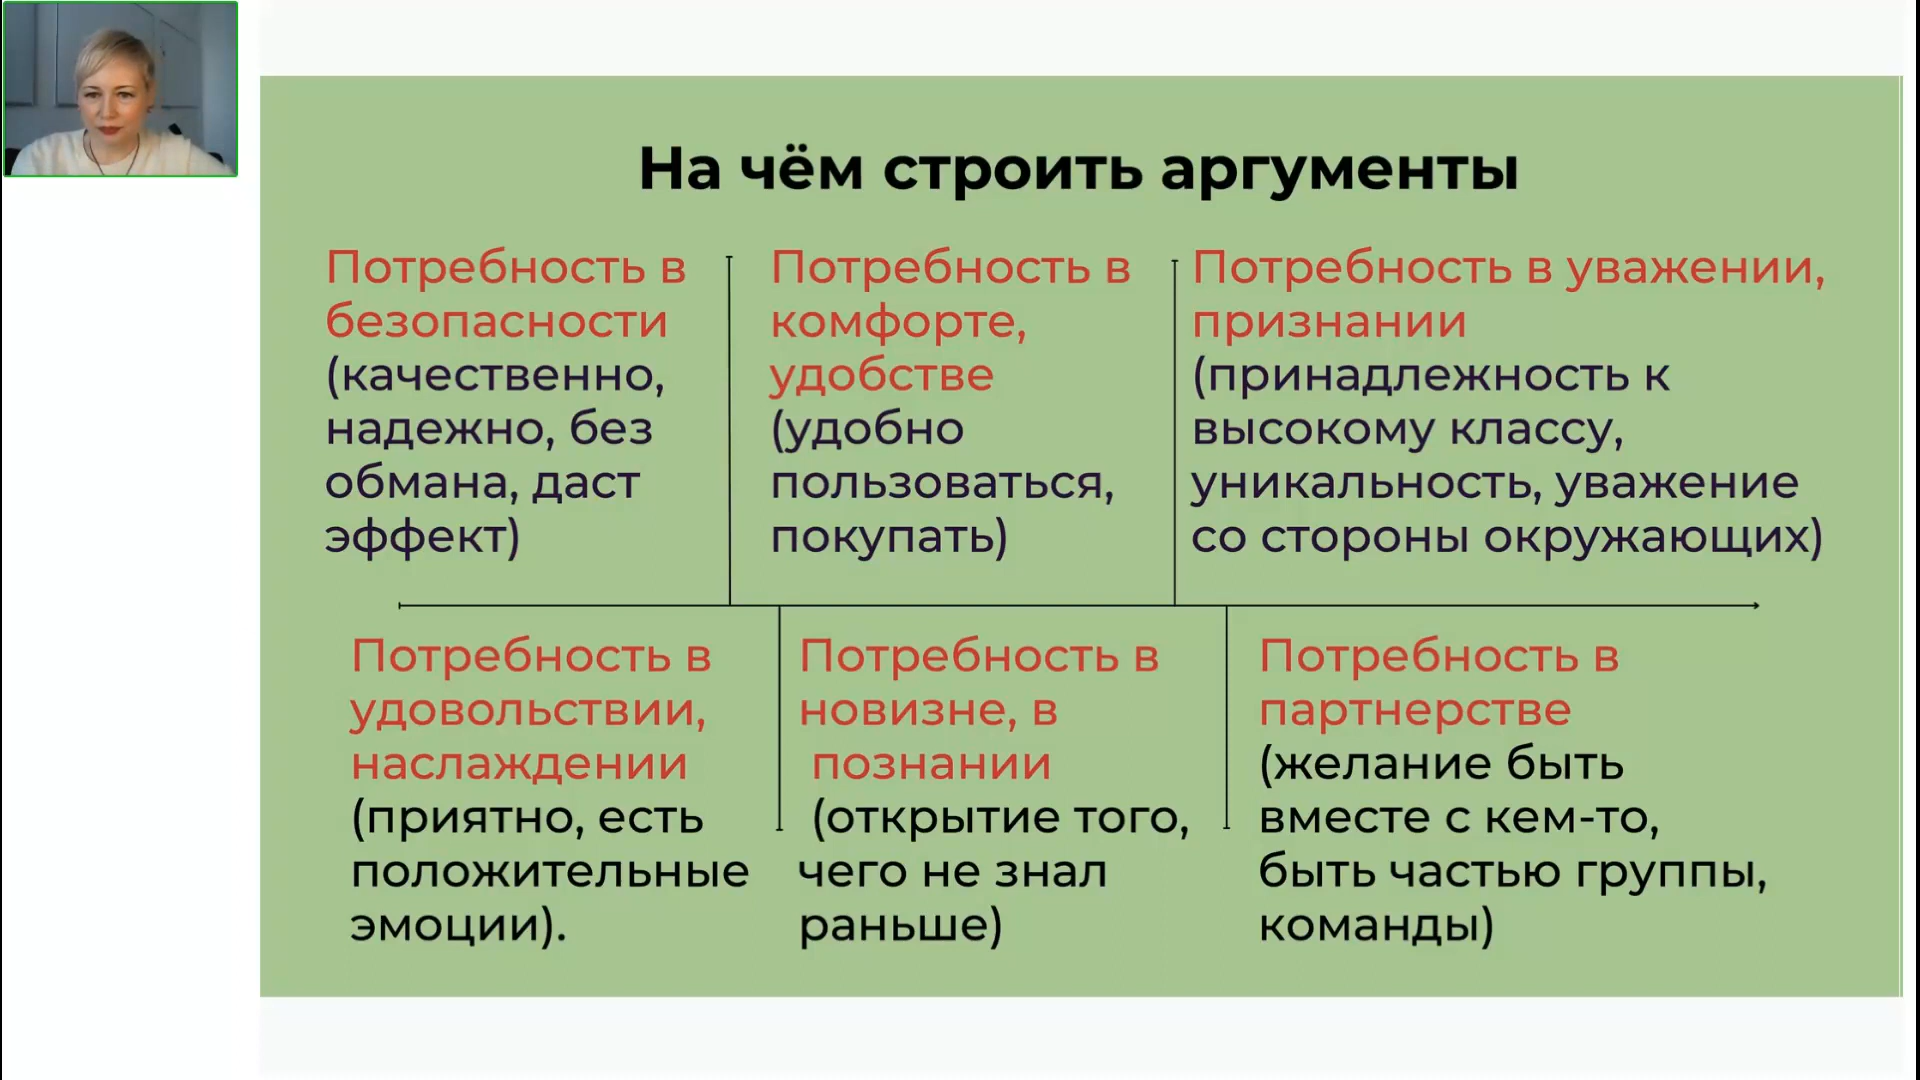 На чём строить аргументы
Потребность в
безопасности
(качественно,
надежно, без
обмана, даст
эффект)
Потребность в
комфорте,
удобстве
(удобно
пользоваться,
покупать)
Потребность в уважении,
признании
(принадлежность к
высокому классу,
уникальность, уважение
со стороны окружающих)
Потребность в
удовольствии,
наслаждении
(приятно, есть
положительные
эмоции).
Потребность в
новизне, в
познании
(открытие того,
чего не знал
раньше)
Потребность в
партнерстве
(желание быть
вместе с кем-то,
быть частью группы,
команды)